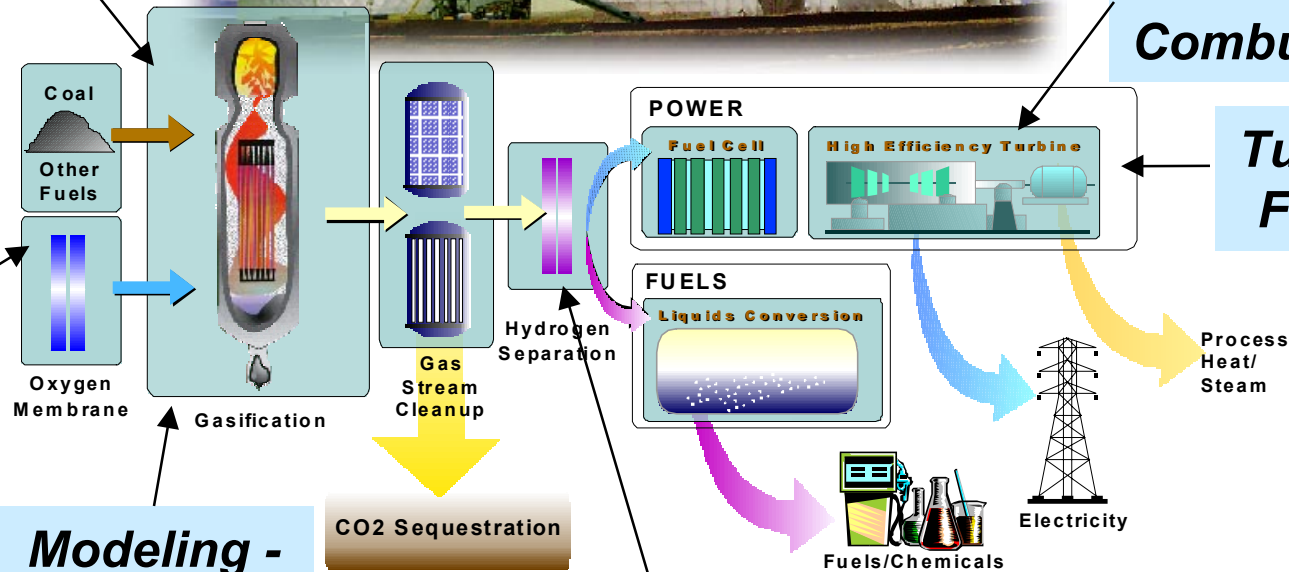 Combu
POWER
Coal
Fuel Cell
High Efficiency Turbine
Other
Fuels
Tu
F
FUELS
Liquids Conversion
Hydrogen
Separation
Process
Heat/
Steam
Gas
Stream
Cleanup
Oxygen
Membrane
Gasification
CO2 Sequestration
Electricity
Modeling -
Fuels/Chemicals